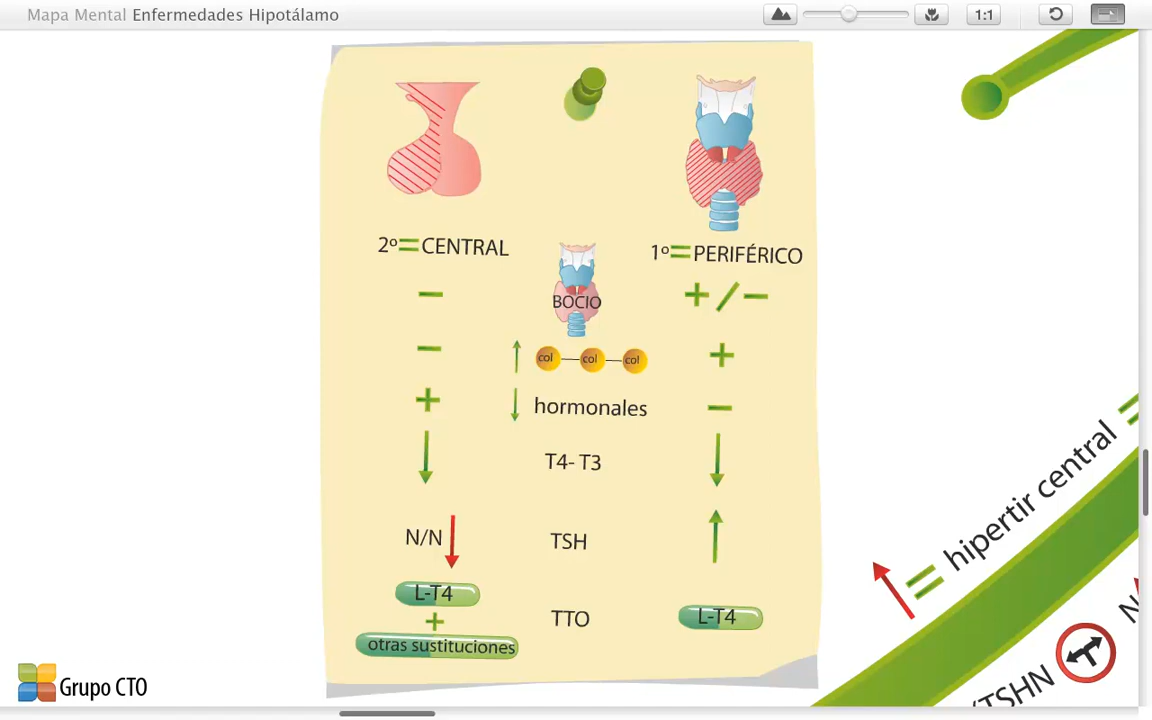 Mapa Mental Enfermedades Hipotálamo
1:1
2º=CENTRAL
1º=PERIFÉRICO
−
BOCIO
+/−
−
↑ col col col
+
+
↓ hormonales
−
↓
T4- T3
↓
N/N ↓
TSH
↑
L-T4
+
otras sustituciones
TTO
L-T4
↑ = hipertir central =
TSHN
N
Grupo CTO